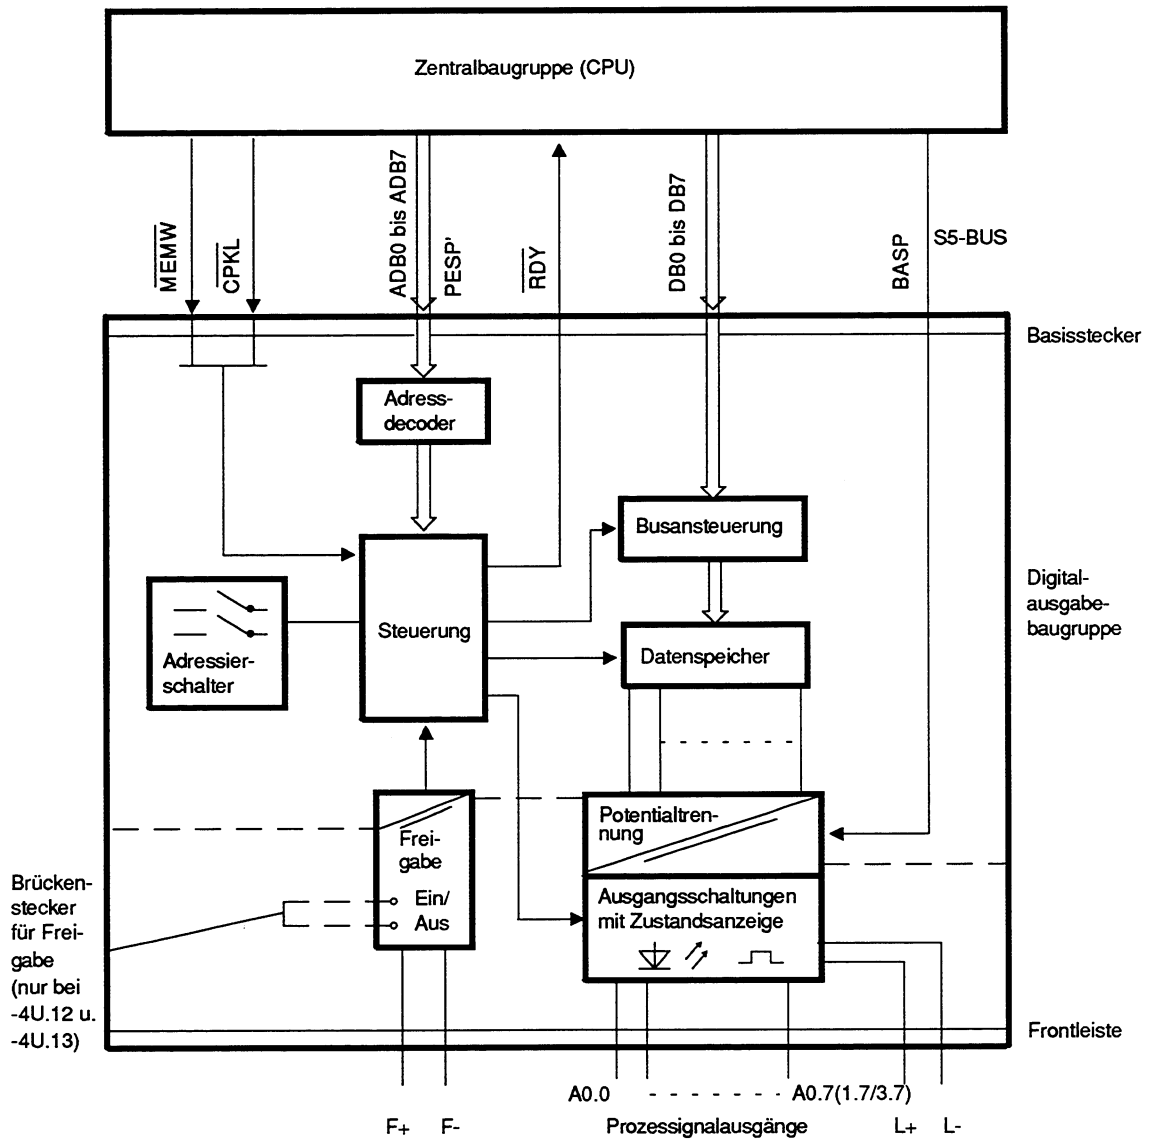 Zentralbaugruppe (CPU)
MEMW
CPKL
ADB0 bis ADB7
PESP'
RDY
DB0 bis DB7
BASP
S5-BUS
Basisstecker
Adress-
decoder
Busansteuerung
Digital-
ausgabe-
baugruppe
Steuerung
Datenspeicher
Adressier-
schalter
Potentialtren-
nung
Frei-
gabe
Ein/
Aus
Brücken-
stecker
für Frei-
gabe
(nur bei
-4U.12 u.
-4U.13)
Ausgangsschaltungen
mit Zustandsanzeige
Frontleiste
A0.0 - - - - - - - A0.7(1.7/3.7)
F+ F- Prozessignalausgänge L+ L-